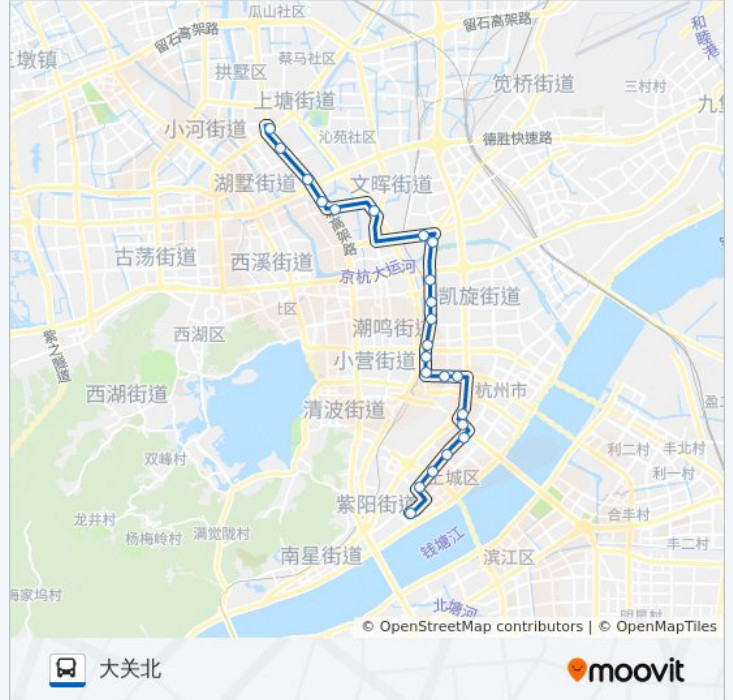 瓜山社区
留石高架路
留石高架路
和睦港
三墩镇
蔡马社区
拱墅区
笕桥街道
三村村
上塘街道
九堡
小河街道
沁苑社区
德胜快速路
湖墅街道
文晖街道
高架路
古荡街道
西溪街道
京杭大运河
凯旋街道
社区
西湖区
潮鸣街道
紫之隧道
小营街道
杭州市
西湖街道
清波街道
盈
双峰村
利二村
丰北村
上城区
利一村
紫阳街道
龙井村
合丰村
杨梅岭村
满觉陇村
钱塘江
丰二村
南星街道
滨江区
梅家坞村
北塘河
明星村
© OpenStreetMap contributors | © OpenMapTiles
大关北
moovit